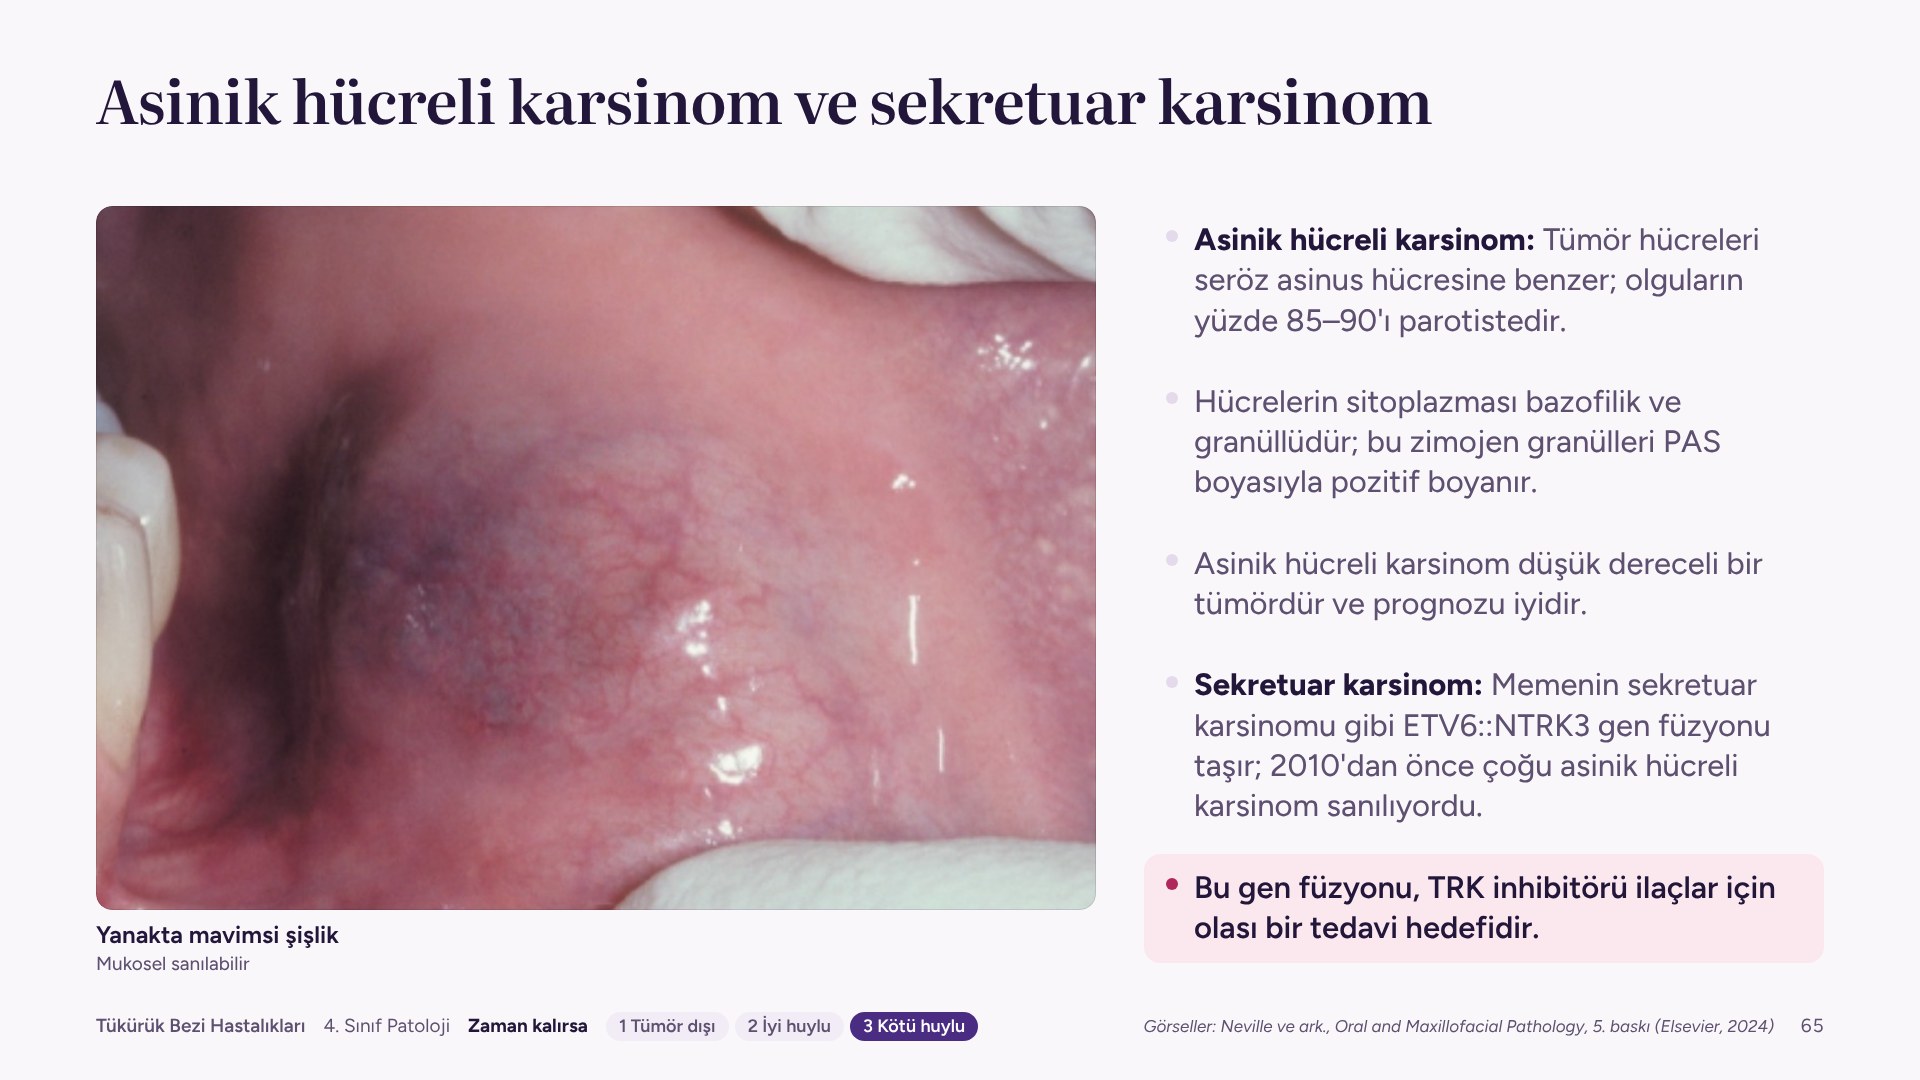 Asinik hücreli karsinom ve sekretuar karsinom
Asinik hücreli karsinom: Tümör hücreleri
seröz asinus hücresine benzer; olguların
yüzde 85–90'ı parotistedir.
Hücrelerin sitoplazması bazofilik ve
granüllüdür; bu zimojen granülleri PAS
boyasıyla pozitif boyanır.
Asinik hücreli karsinom düşük dereceli bir
tümördür ve prognozu iyidir.
Sekretuar karsinom: Memenin sekretuar
karsinomu gibi ETV6::NTRK3 gen füzyonu
taşır; 2010'dan önce çoğu asinik hücreli
karsinom sanılıyordu.
Bu gen füzyonu, TRK inhibitörü ilaçlar için
olası bir tedavi hedefidir.
Yanakta mavimsi şişlik
Mukosel sanılabilir
Tükürük Bezi Hastalıkları 4. Sınıf Patoloji Zaman kalırsa 1 Tümör dışı 2 İyi huylu 3 Kötü huylu
Görseller: Neville ve ark., Oral and Maxillofacial Pathology, 5. baskı (Elsevier, 2024) 65